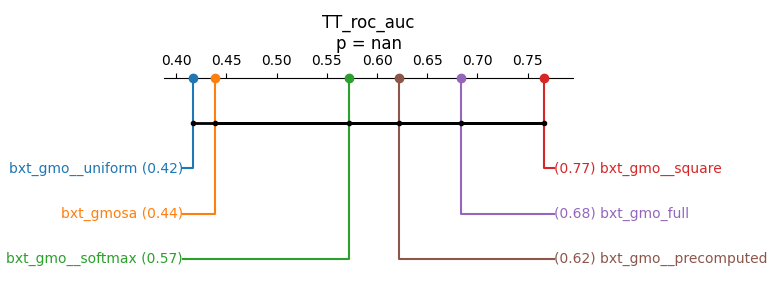 TT_roc_auc
p = nan
0.40 0.45 0.50 0.55 0.60 0.65 0.70 0.75
bxt_gmo__uniform (0.42) (0.77) bxt_gmo__square
bxt_gmosa (0.44) (0.68) bxt_gmo_full
bxt_gmo__softmax (0.57) (0.62) bxt_gmo__precomputed